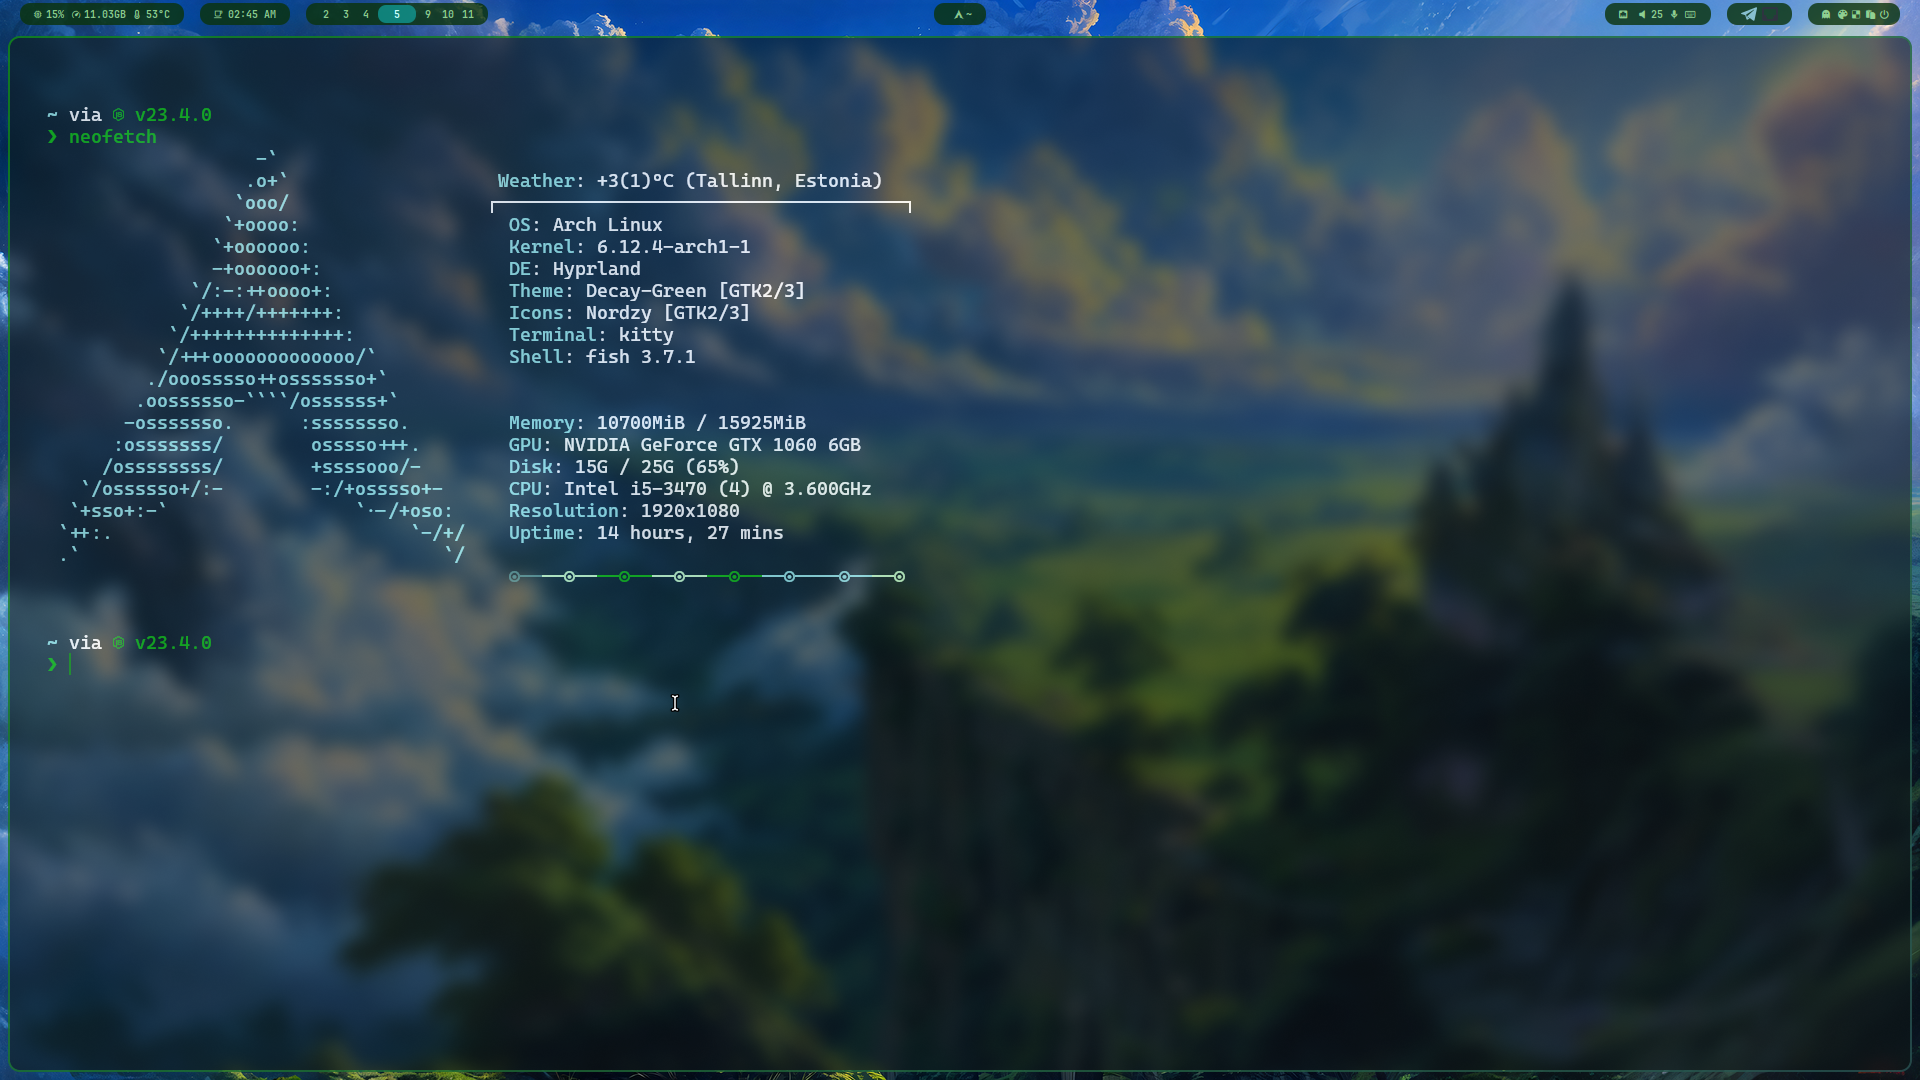 15% 11.03GB 53°C 02:45 AM 2 3 4 5 9 10 11 ~ 25
~ via v23.4.0
❯ neofetch
-`
.o+`
`ooo/
`+oooo:
`+oooooo:
-+oooooo+:
`/:-:++oooo+:
`/++++/+++++++:
`/++++++++++++++:
`/+++ooooooooooooo/`
./ooosssso++osssssso+`
.oossssso-````/ossssss+`
-osssssso. :ssssssso.
:osssssss/ osssso+++.
/ossssssss/ +ssssooo/-
`/ossssso+/:- -:/+osssso+-
`+sso+:-` `.-/+oso:
`++:. `-/+/
.` `/
Weather: +3(1)°C (Tallinn, Estonia)
OS: Arch Linux
Kernel: 6.12.4-arch1-1
DE: Hyprland
Theme: Decay-Green [GTK2/3]
Icons: Nordzy [GTK2/3]
Terminal: kitty
Shell: fish 3.7.1
Memory: 10700MiB / 15925MiB
GPU: NVIDIA GeForce GTX 1060 6GB
Disk: 15G / 25G (65%)
CPU: Intel i5-3470 (4) @ 3.600GHz
Resolution: 1920x1080
Uptime: 14 hours, 27 mins
~ via v23.4.0
❯